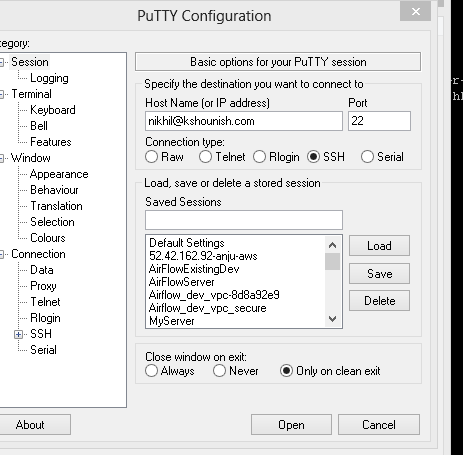 PuTTY Configuration
tegory:
Session
Logging
Terminal
Keyboard
Bell
Features
Window
Appearance
Behaviour
Translation
Selection
Colours
Connection
Data
Proxy
Telnet
Rlogin
SSH
Serial
Basic options for your PuTTY session
Specify the destination you want to connect to
Host Name (or IP address) Port
nikhil@kshounish.com 22
Connection type:
Raw Telnet Rlogin SSH Serial
Load, save or delete a stored session
Saved Sessions
Default Settings
52.42.162.92-anju-aws
AirFlowExistingDev
AirFlowServer
Airflow_dev_vpc-8d8a92e9
Airflow_dev_vpc_secure
MyServer
Load
Save
Delete
Close window on exit:
Always Never Only on clean exit
About Open Cancel